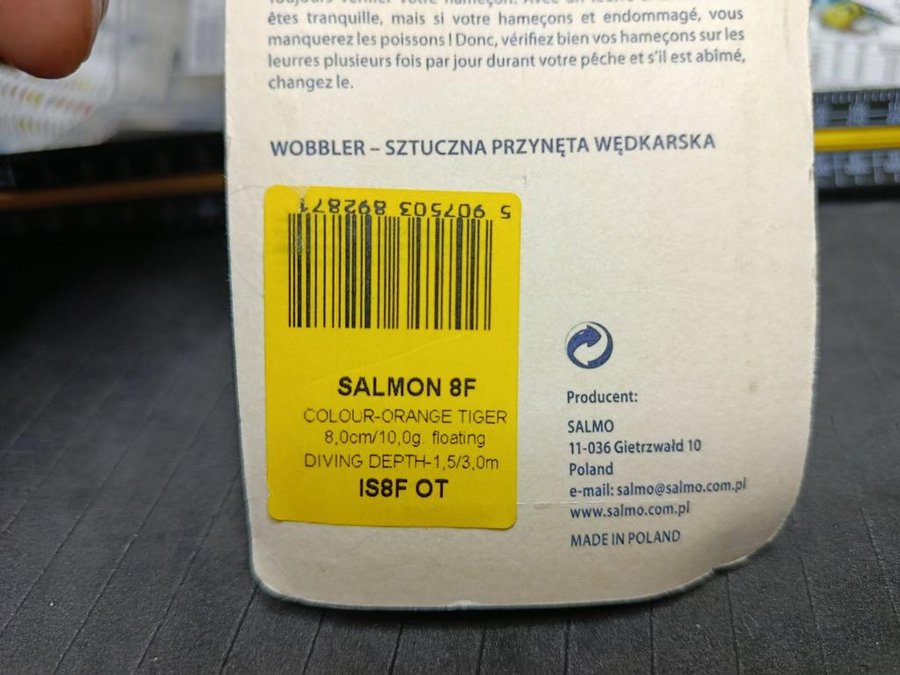 êtes tranquille, mais si votre hameçons et endommagé, vous
manquerez les poissons! Donc, vérifiez bien vos hameçons sur les
leurres plusieurs fois par jour durant votre pêche et s'il est abîmé,
changez le.
WOBBLER – SZTUCZNA PRZYNĘTA WĘDKARSKA
5 907503 892871
SALMON 8F
COLOUR-ORANGE TIGER
8,0cm/10,0g. floating
DIVING DEPTH-1,5/3,0m
IS8F OT
Producent:
SALMO
11-036 Gietrzwałd 10
Poland
e-mail: salmo@salmo.com.pl
www.salmo.com.pl
MADE IN POLAND